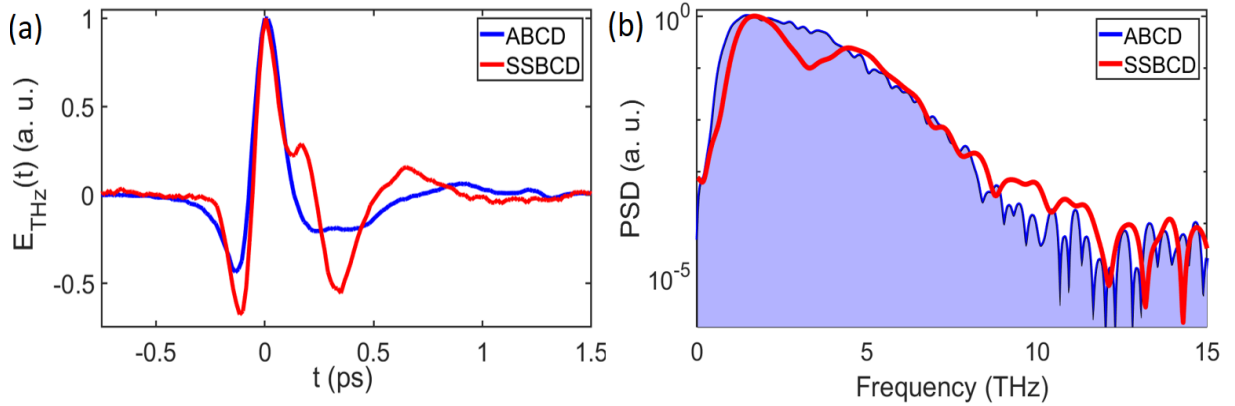 (a)
ABCD
SSBCD
1
0.5
0
-0.5
E_THz(t) (a. u.)
-0.5 0 0.5 1 1.5
t (ps)
(b)
ABCD
SSBCD
10^0
10^-5
PSD (a. u.)
0 5 10 15
Frequency (THz)